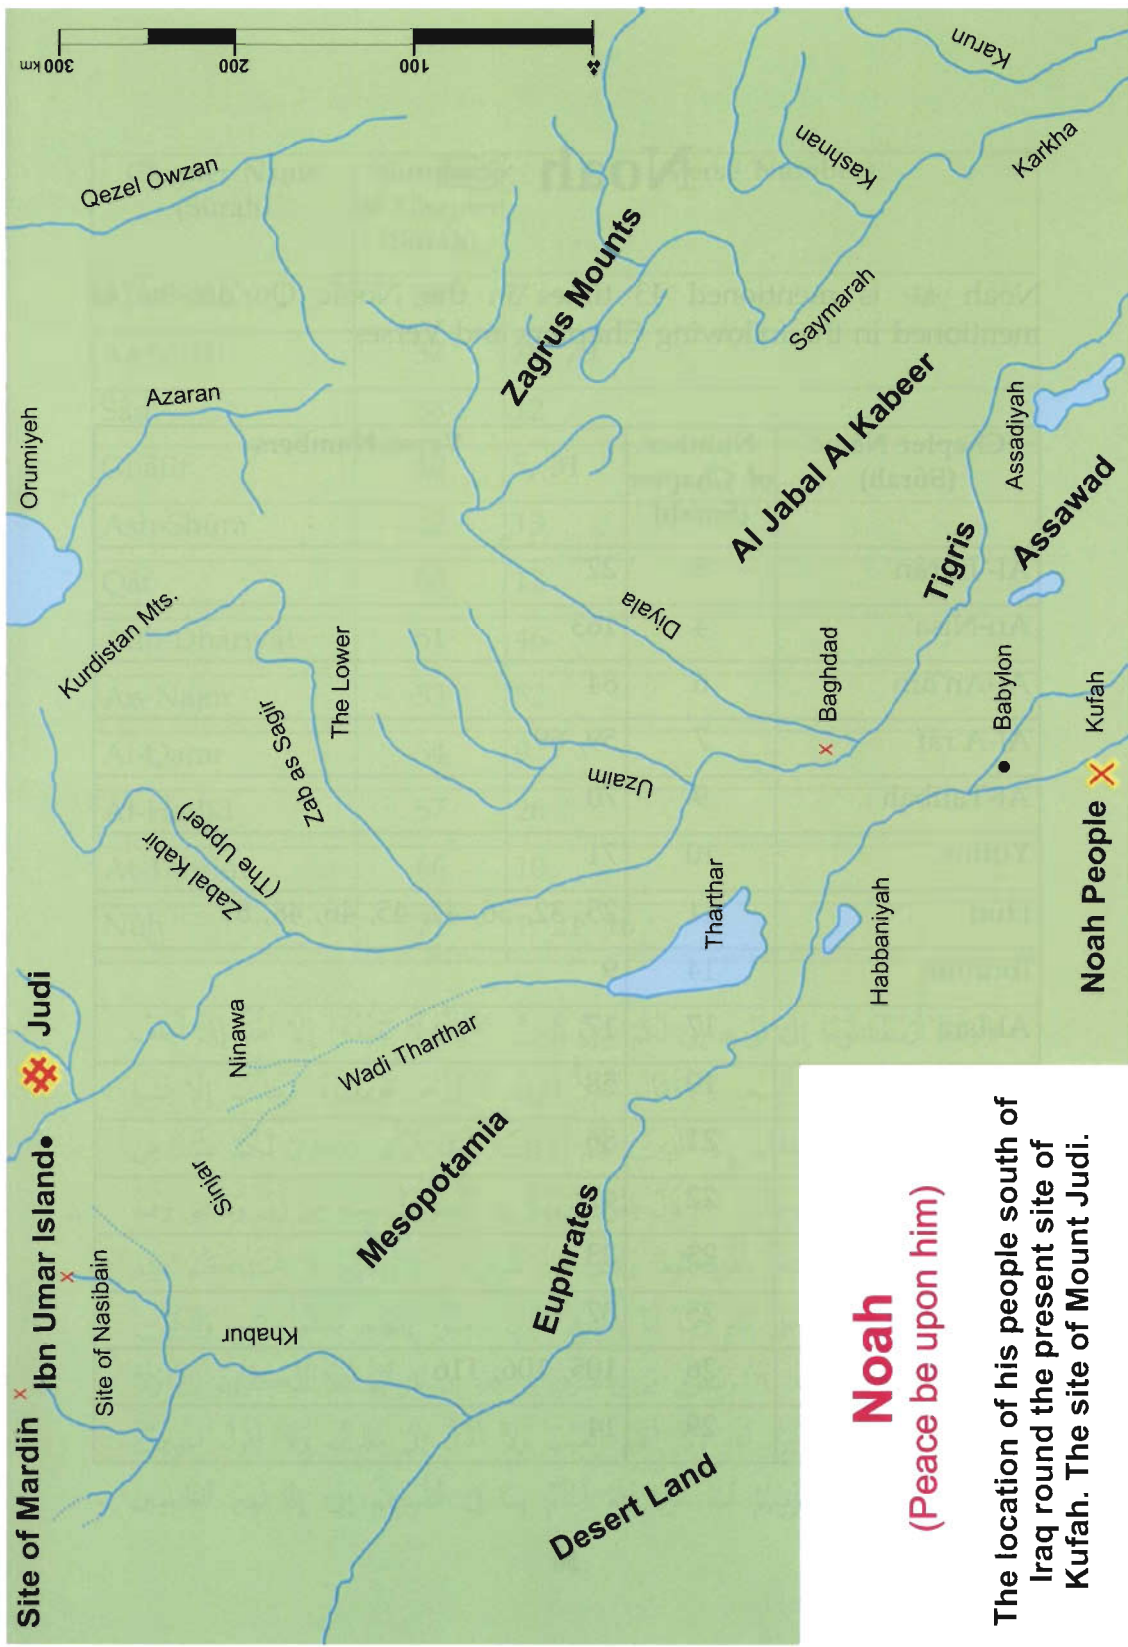 Site of Mardin
Ibn Umar Island
Judi
Site of Nasibain
Orumiyeh
Kurdistan Mts.
Azaran
Qezel Owzan
300 km
200
100
Khabur
Sinjar
Ninawa
Zabal Kabir
(The Upper)
Zab as Sagir
The Lower
Wadi Tharthar
Mesopotamia
Euphrates
Desert Land
Tharthar
Uzaim
Diyala
Zagrus Mounts
Al Jabal Al Kabeer
Saymarah
Kashnan
Karun
Karkha
Baghdad
Tigris
Assadiyah
Assawad
Habbaniyah
Babylon
Kufah
Noah People
Noah
(Peace be upon him)
The location of his people south of
Iraq round the present site of
Kufah. The site of Mount Judi.